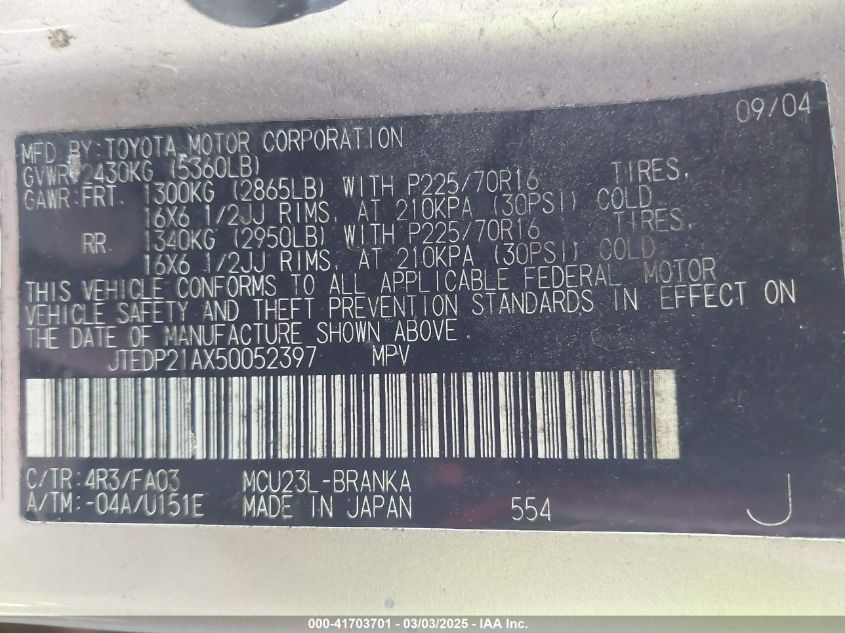 09/04
MFD. BY: TOYOTA MOTOR CORPORATION
GVWR: 2430KG (5360LB)
GAWR: FRT. 1300KG (2865LB) WITH P225/70R16 TIRES,
16X6 1/2JJ RIMS, AT 210KPA (30PSI) COLD.
RR. 1340KG (2950LB) WITH P225/70R16 TIRES,
16X6 1/2JJ RIMS, AT 210KPA (30PSI) COLD.
THIS VEHICLE CONFORMS TO ALL APPLICABLE FEDERAL MOTOR
VEHICLE SAFETY AND THEFT PREVENTION STANDARDS IN EFFECT ON
THE DATE OF MANUFACTURE SHOWN ABOVE.
JTEDP21AX50052397 MPV
C/TR: 4R3/FA03 MCU23L-BRANKA
A/TM: -04A/U151E MADE IN JAPAN 554 J
000-41703701 - 03/03/2025 - IAA Inc.